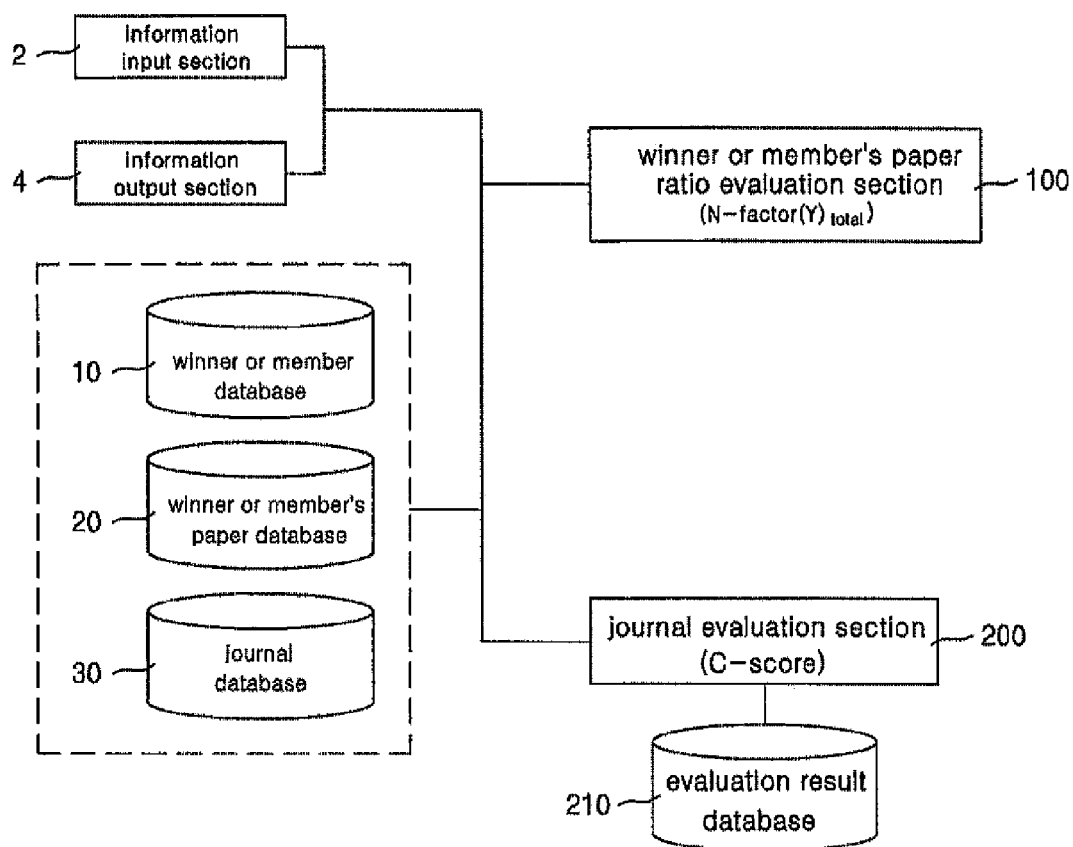 2
information
input section
4
information
output section
winner or member's paper
ratio evaluation section
(N-factor(Y) total)
100
10
winner or member
database
20
winner or member's
paper database
30
journal
database
journal evaluation section
(C-score)
200
210
evaluation result
database